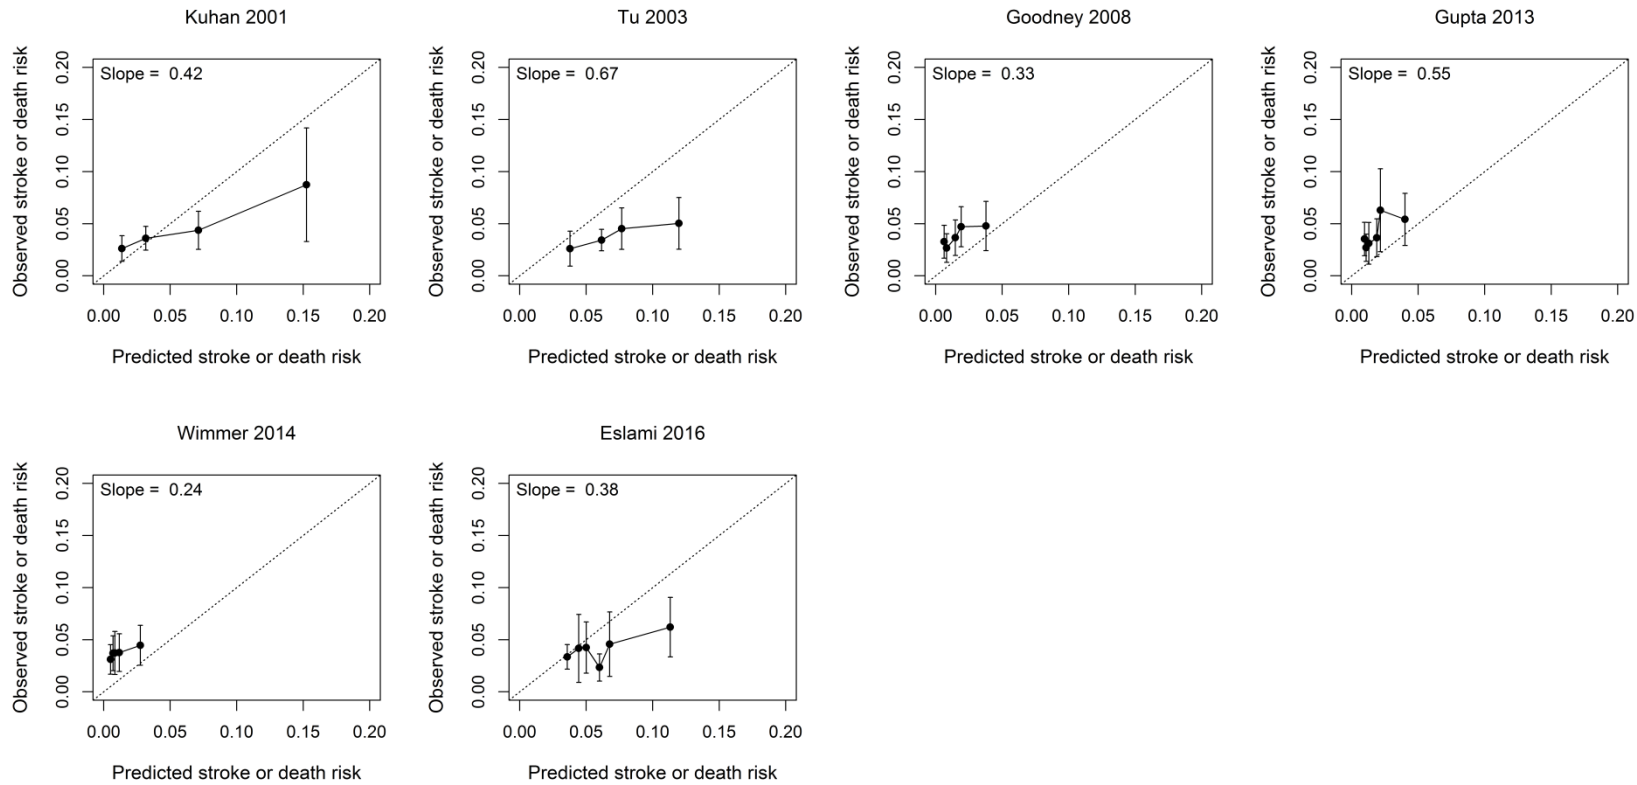 Kuhan 2001
Slope = 0.42
Observed stroke or death risk
0.20
0.15
0.10
0.05
0.00
0.00 0.05 0.10 0.15 0.20
Predicted stroke or death risk
Tu 2003
Slope = 0.67
Observed stroke or death risk
0.20
0.15
0.10
0.05
0.00
0.00 0.05 0.10 0.15 0.20
Predicted stroke or death risk
Goodney 2008
Slope = 0.33
Observed stroke or death risk
0.20
0.15
0.10
0.05
0.00
0.00 0.05 0.10 0.15 0.20
Predicted stroke or death risk
Gupta 2013
Slope = 0.55
Observed stroke or death risk
0.20
0.15
0.10
0.05
0.00
0.00 0.05 0.10 0.15 0.20
Predicted stroke or death risk
Wimmer 2014
Slope = 0.24
Observed stroke or death risk
0.20
0.15
0.10
0.05
0.00
0.00 0.05 0.10 0.15 0.20
Predicted stroke or death risk
Eslami 2016
Slope = 0.38
Observed stroke or death risk
0.20
0.15
0.10
0.05
0.00
0.00 0.05 0.10 0.15 0.20
Predicted stroke or death risk